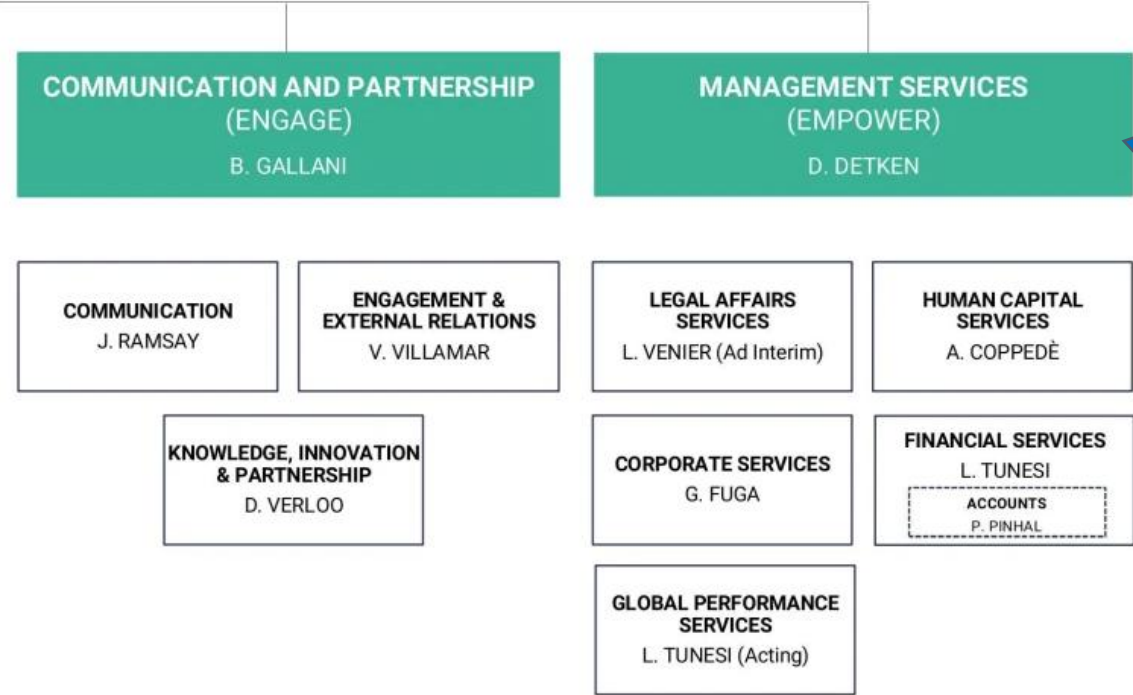 COMMUNICATION AND PARTNERSHIP
(ENGAGE)
B. GALLANI
MANAGEMENT SERVICES
(EMPOWER)
D. DETKEN
COMMUNICATION
J. RAMSAY
ENGAGEMENT &
EXTERNAL RELATIONS
V. VILLAMAR
KNOWLEDGE, INNOVATION
& PARTNERSHIP
D. VERLOO
LEGAL AFFAIRS
SERVICES
L. VENIER (Ad Interim)
HUMAN CAPITAL
SERVICES
A. COPPEDÈ
CORPORATE SERVICES
G. FUGA
FINANCIAL SERVICES
L. TUNESI
ACCOUNTS
P. PINHAL
GLOBAL PERFORMANCE
SERVICES
L. TUNESI (Acting)